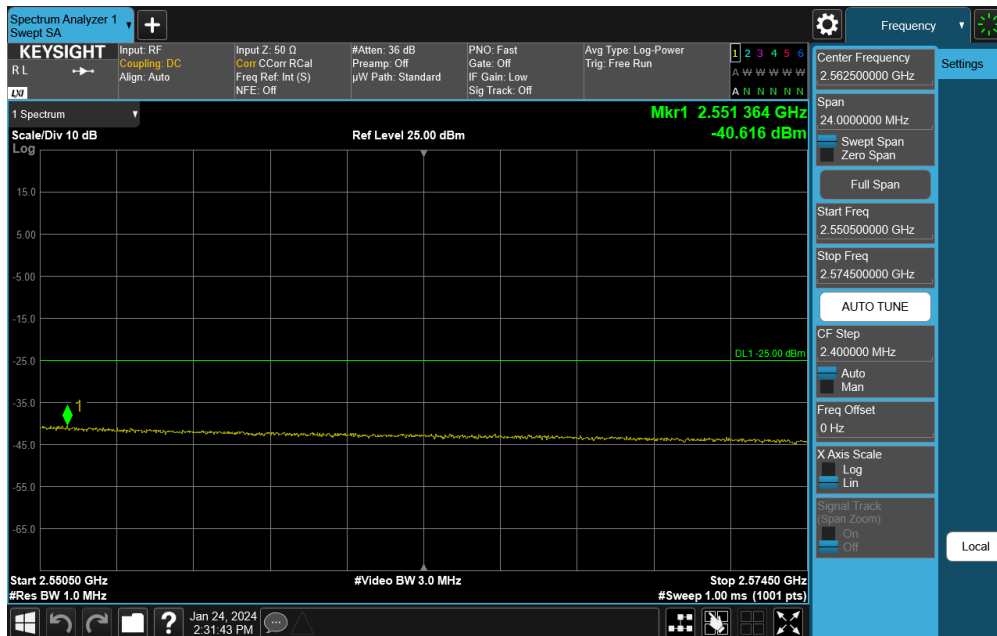 Spectrum Analyzer 1
Swept SA
+
Frequency
KEYSIGHT
R L
LXI
Input: RF
Coupling: DC
Align: Auto
Input Z: 50 Ω
Corr CCorr RCal
Freq Ref: Int (S)
NFE: Off
#Atten: 36 dB
Preamp: Off
µW Path: Standard
PNO: Fast
Gate: Off
IF Gain: Low
Sig Track: Off
Avg Type: Log-Power
Trig: Free Run
1 2 3 4 5 6
A W W W W W
A N N N N N
1 Spectrum
Scale/Div 10 dB
Log
Ref Level 25.00 dBm
Mkr1 2.551 364 GHz
-40.616 dBm
15.0
5.00
-5.00
-15.0
-25.0
-35.0
-45.0
-55.0
-65.0
DL1 -25.00 dBm
1
Start 2.55050 GHz
#Res BW 1.0 MHz
#Video BW 3.0 MHz
Stop 2.57450 GHz
#Sweep 1.00 ms (1001 pts)
Center Frequency
2.562500000 GHz
Span
24.0000000 MHz
Swept Span
Zero Span
Full Span
Start Freq
2.550500000 GHz
Stop Freq
2.574500000 GHz
AUTO TUNE
CF Step
2.400000 MHz
Auto
Man
Freq Offset
0 Hz
X Axis Scale
Log
Lin
Signal Track
(Span Zoom)
On
Off
Settings
Local
?
Jan 24, 2024
2:31:43 PM